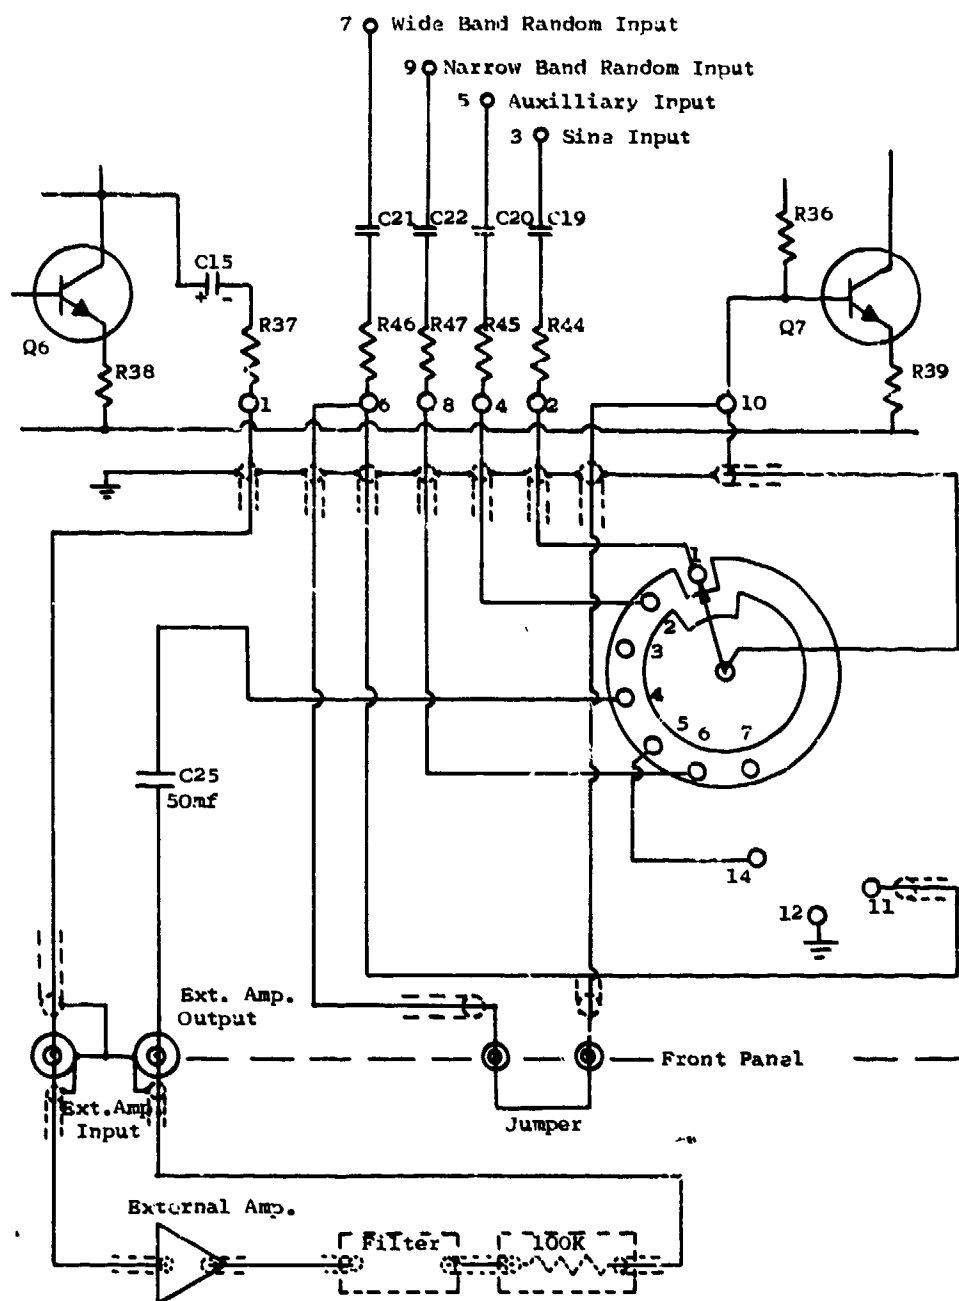 7 Wide Band Random Input
9 Narrow Band Random Input
5 Auxilliary Input
3 Sine Input
C21 C22 C20 C19
R36
C15
+ -
R37 R46 R47 R45 R44
Q6
Q7
R38
R39
1 6 8 4 2 10
1
2
3
4
5 6 7
C25
50mf
14
11
12
Ext. Amp.
Output
Front Panel
Ext.Amp
Input
Jumper
External Amp.
Filter 100K